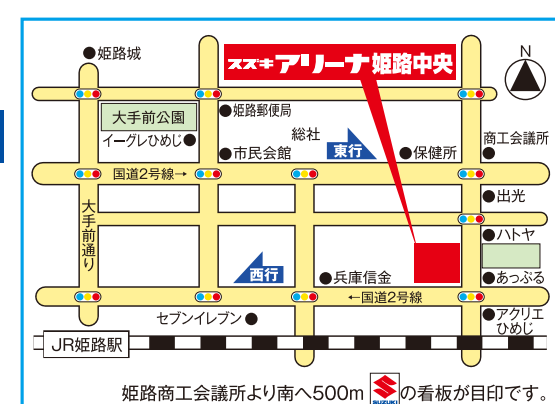 姫路城
スズキアリーナ姫路中央
N
大手前公園
姫路郵便局
イーグレひめじ
総社
東行
市民会館
保健所
商工会議所
国道2号線→
出光
大手前通り
ハトヤ
西行
兵庫信金
あっぷる
←国道2号線
セブンイレブン
アクリエ
ひめじ
JR姫路駅
姫路商工会議所より南へ500m SUZUKI の看板が目印です。